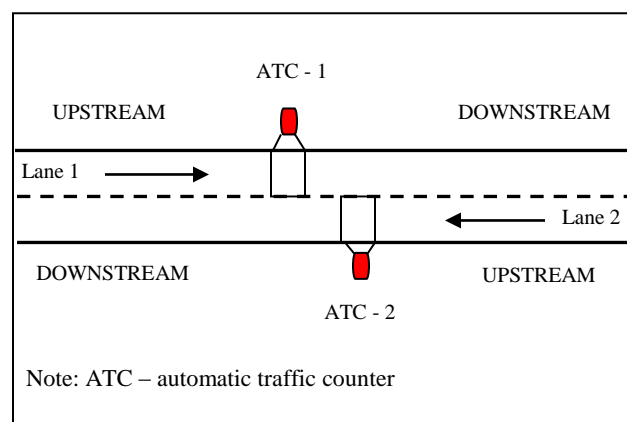 ATC - 1
UPSTREAM DOWNSTREAM
Lane 1
Lane 2
DOWNSTREAM UPSTREAM
ATC - 2
Note: ATC – automatic traffic counter